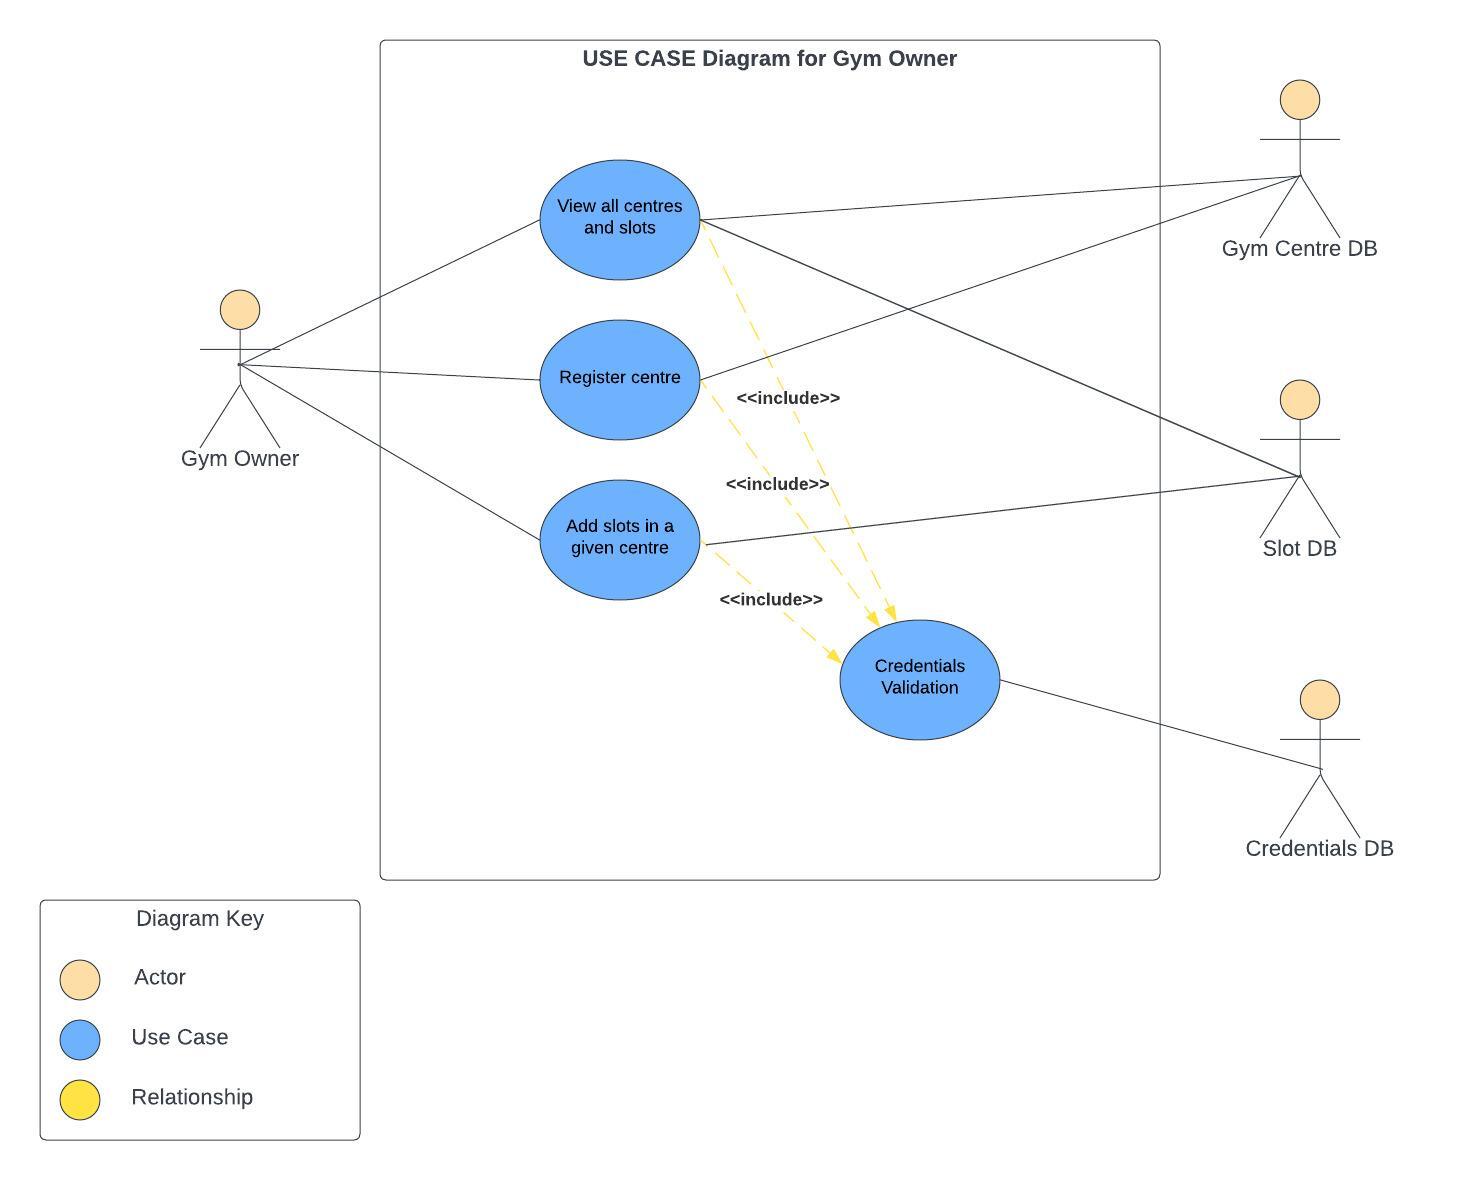 USE CASE Diagram for Gym Owner
View all centres
and slots
Gym Centre DB
Register centre
<<include>>
Gym Owner
<<include>>
Add slots in a
given centre
Slot DB
<<include>>
Credentials
Validation
Credentials DB
Diagram Key
Actor
Use Case
Relationship